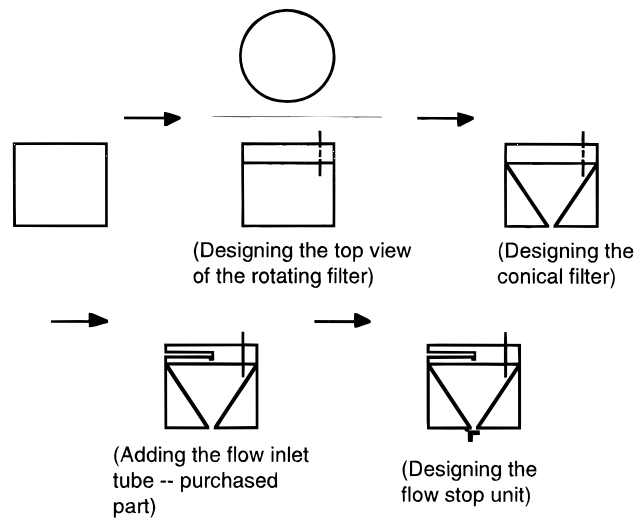 (Designing the top view
of the rotating filter)
(Designing the
conical filter)
(Adding the flow inlet
tube -- purchased
part)
(Designing the
flow stop unit)